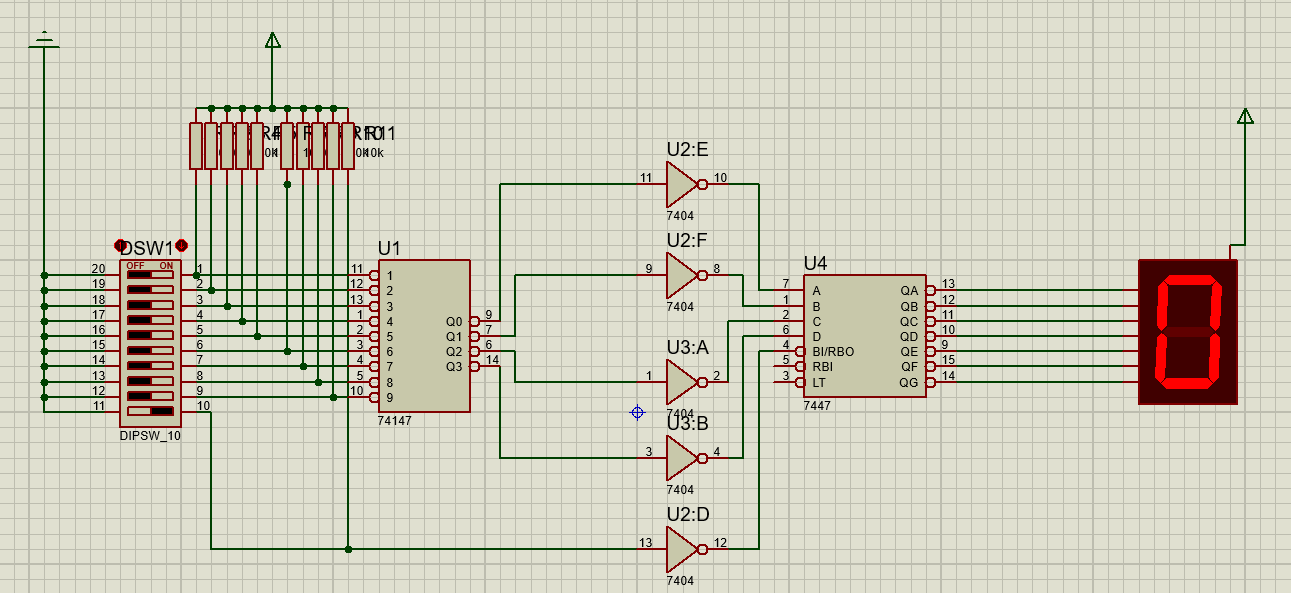 R11
10k
DSW1
OFF ON
20 1
19 2
18 3
17 4
16 5
15 6
14 7
13 8
12 9
11 10
DIPSW_10
U1
11 1
12 2
13 3
1 4 Q0 9
2 5 Q1 7
3 6 Q2 6
4 7 Q3 14
5 8
10 9
74147
U2:E
11 10
7404
U2:F
9 8
7404
U3:A
1 2
7404
U3:B
3 4
7404
U2:D
13 12
7404
U4
7 A QA 13
1 B QB 12
2 C QC 11
6 D QD 10
4 BI/RBO QE 9
5 RBI QF 15
3 LT QG 14
7447
0